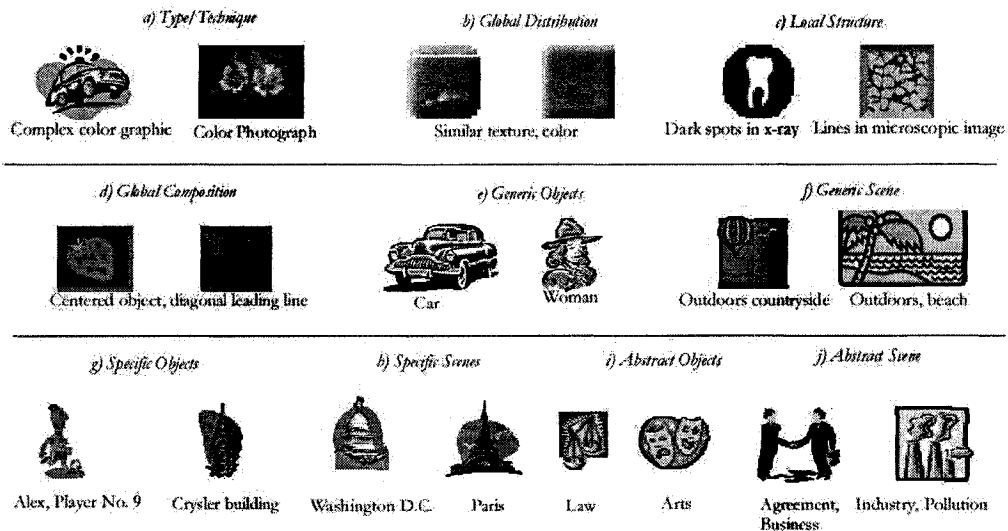 a) Type/Technique
b) Global Distribution
c) Local Structure
Complex color graphic
Color Photograph
Similar texture, color
Dark spots in x-ray
Lines in microscopic image
d) Global Composition
e) Generic Objects
f) Generic Scene
Centered object, diagonal leading line
Car
Woman
Outdoors countryside
Outdoors, beach
g) Specific Objects
h) Specific Scenes
i) Abstract Objects
j) Abstract Scene
Alex, Player No. 9
Crysler building
Washington D.C.
Paris
Law
Arts
Agreement,
Business
Industry, Pollution